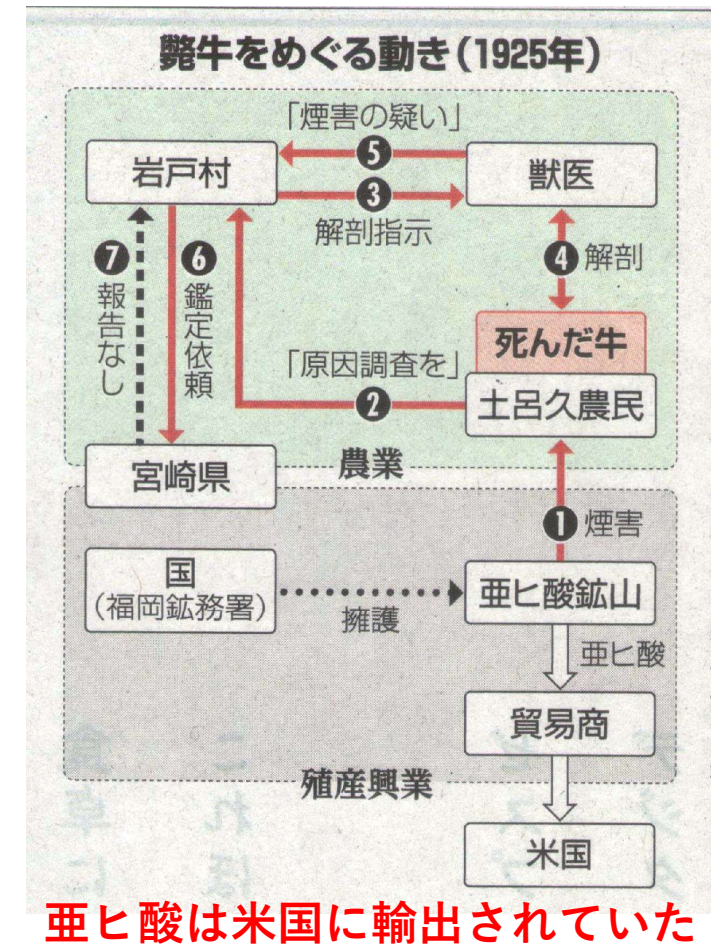 斃牛をめぐる動き(1925年)
「煙害の疑い」
❺
岩戸村
獣医
❸
解剖指示
❹解剖
❼報告なし
❻鑑定依頼
死んだ牛
「原因調査を」
❷
土呂久農民
農業
宮崎県
❶煙害
国
(福岡鉱務署)
擁護
亜ヒ酸鉱山
亜ヒ酸
貿易商
殖産興業
米国
亜ヒ酸は米国に輸出されていた